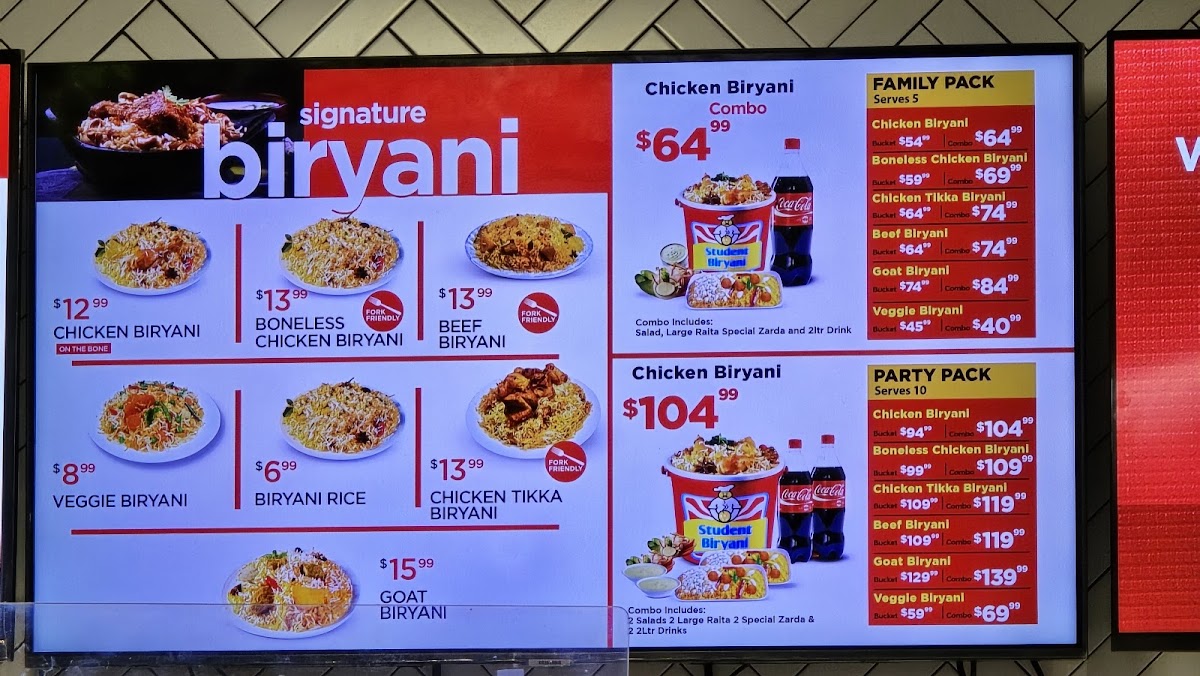 signature
biryani
$12 99
CHICKEN BIRYANI
ON THE BONE
$13 99
BONELESS
CHICKEN BIRYANI
FORK
FRIENDLY
$13 99
BEEF
BIRYANI
FORK
FRIENDLY
$8 99
VEGGIE BIRYANI
$6 99
BIRYANI RICE
$13 99
CHICKEN TIKKA
BIRYANI
FORK
FRIENDLY
$15 99
GOAT
BIRYANI
Chicken Biryani
Combo
$64 99
Student
Biryani
Coca-Cola
Combo Includes:
Salad, Large Raita Special Zarda and 2ltr Drink
FAMILY PACK
Serves 5
Chicken Biryani
Bucket $54 99 | Combo $64 99
Boneless Chicken Biryani
Bucket $59 99 | Combo $69 99
Chicken Tikka Biryani
Bucket $64 99 | Combo $74 99
Beef Biryani
Bucket $64 99 | Combo $74 99
Goat Biryani
Bucket $74 99 | Combo $84 99
Veggie Biryani
Bucket $45 99 | Combo $40 99
Chicken Biryani
$104 99
Student
Biryani
Coca-Cola
Coca-Cola
Combo Includes:
2 Salads 2 Large Raita 2 Special Zarda &
2 2Ltr Drinks
PARTY PACK
Serves 10
Chicken Biryani
Bucket $94 99 | Combo $104 99
Boneless Chicken Biryani
Bucket $99 99 | Combo $109 99
Chicken Tikka Biryani
Bucket $109 99 | Combo $119 99
Beef Biryani
Bucket $109 99 | Combo $119 99
Goat Biryani
Bucket $129 99 | Combo $139 99
Veggie Biryani
Bucket $59 99 | Combo $69 99